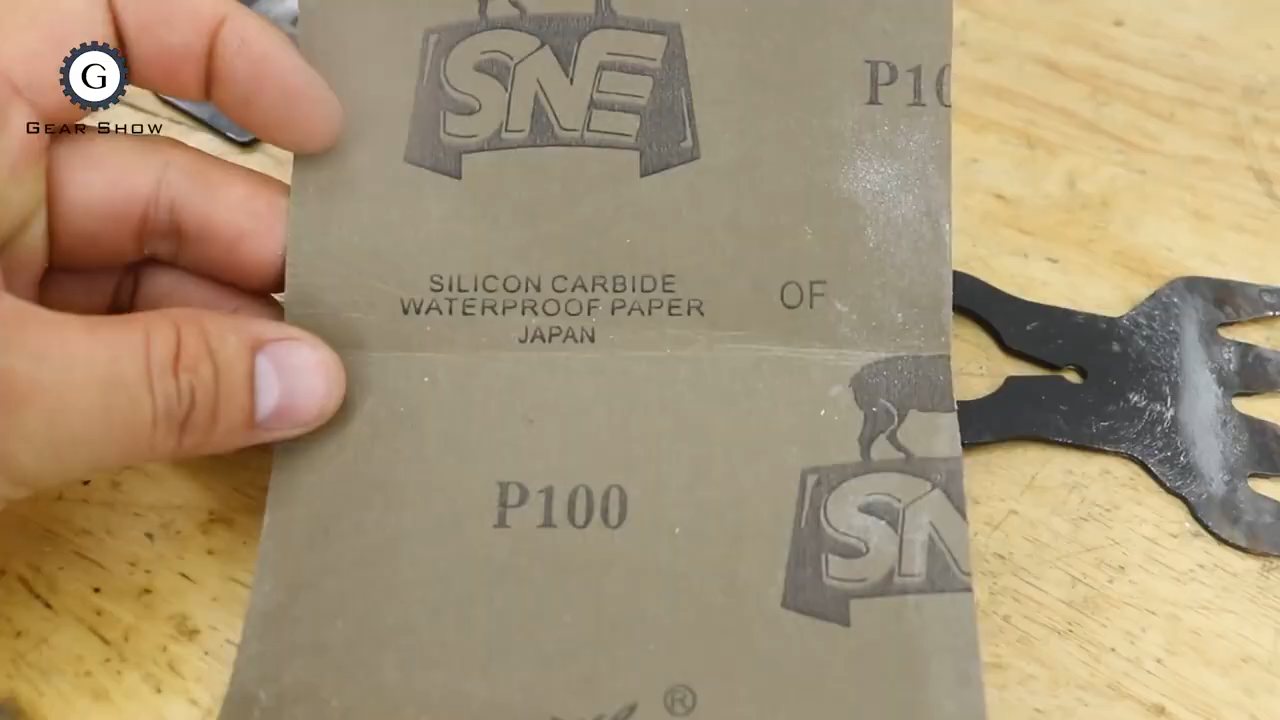 SNE
P10
G
GEAR SHOW
SILICON CARBIDE
WATERPROOF PAPER
JAPAN
OF
P100
SN
®